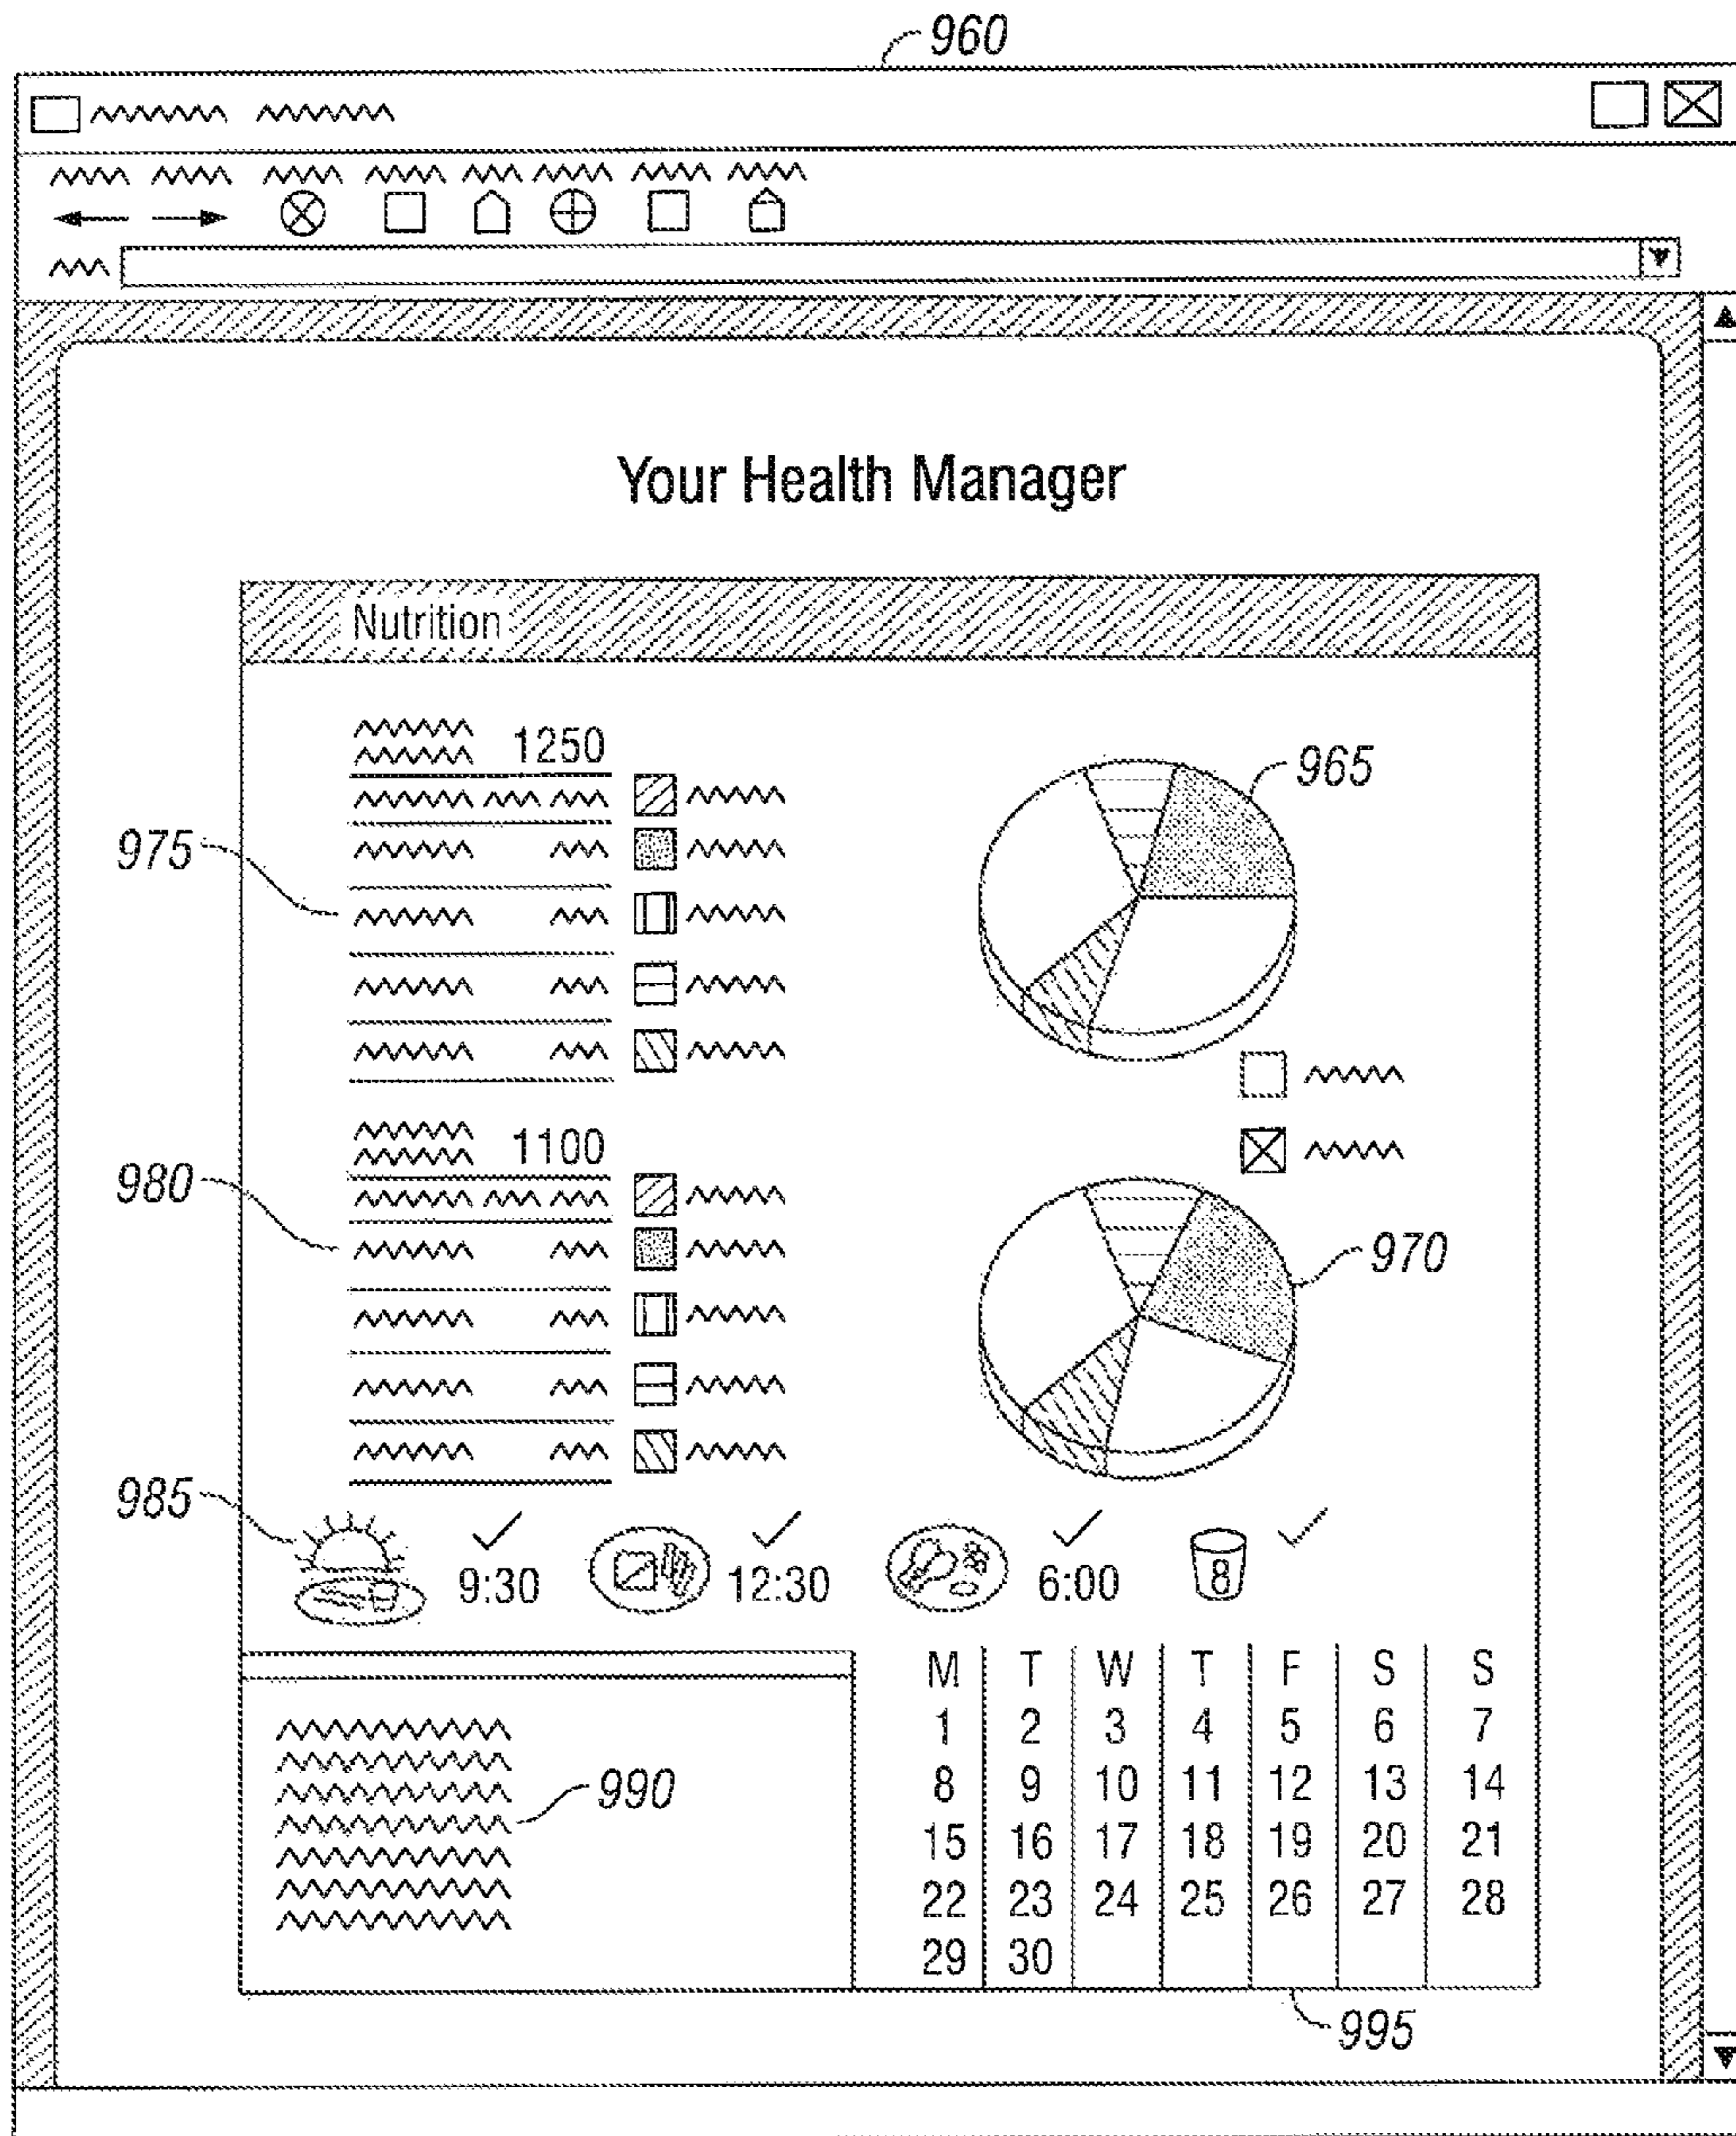 960
Your Health Manager
Nutrition
1250
965
975
1100
980
970
985
9:30 12:30 6:00 8
M T W T F S S
1 2 3 4 5 6 7
8 9 10 11 12 13 14
990
15 16 17 18 19 20 21
22 23 24 25 26 27 28
29 30
995